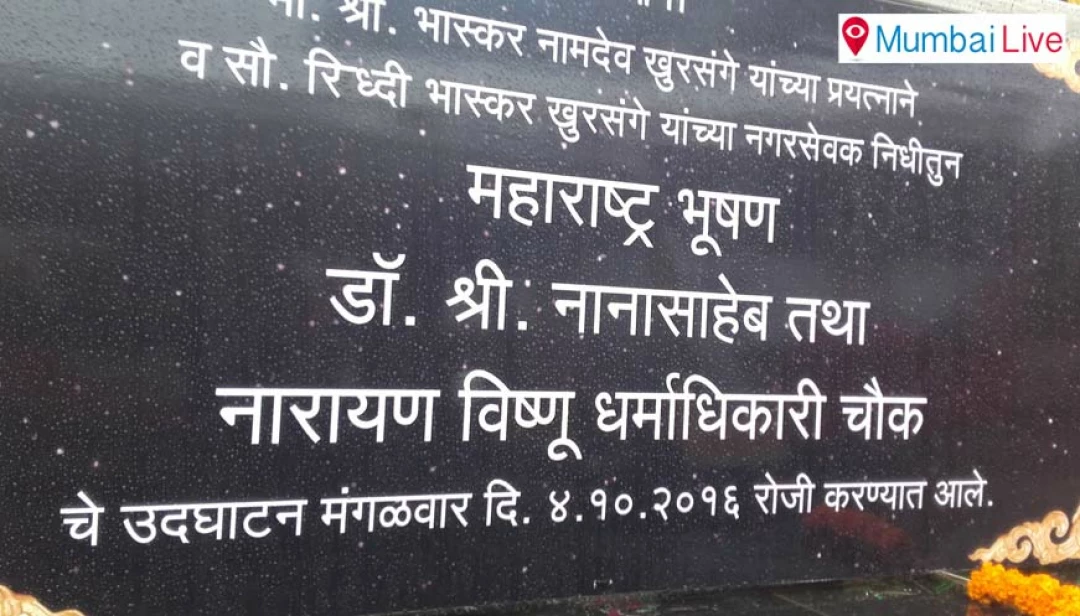 Mumbai Live
श्री. भास्कर नामदेव खुरसंगे यांच्या प्रयत्नाने
व सौ. रिध्दी भास्कर खुरसंगे यांच्या नगरसेवक निधीतुन
महाराष्ट्र भूषण
डॉ. श्री. नानासाहेब तथा
नारायण विष्णू धर्माधिकारी चौक
चे उदघाटन मंगळवार दि. ४.१०.२०१६ रोजी करण्यात आले.